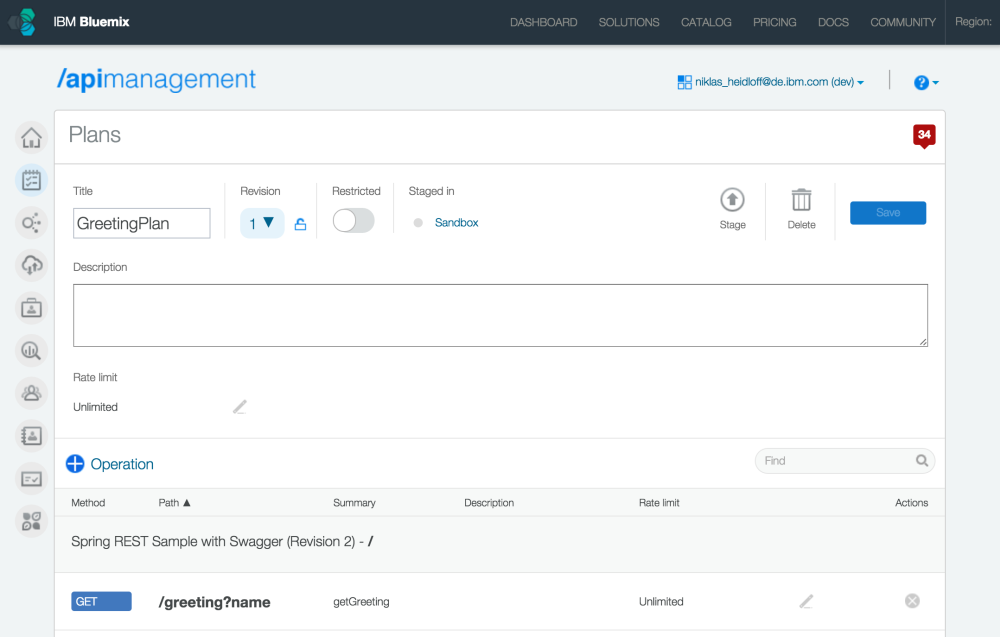 IBM Bluemix
DASHBOARD SOLUTIONS CATALOG PRICING DOCS COMMUNITY Region:
/apimanagement
niklas_heidloff@de.ibm.com (dev)
?
Plans
34
Title Revision Restricted Staged in
GreetingPlan 1 ▼ Sandbox
Stage Delete Save
Description
Rate limit
Unlimited
Operation
Find
Method Path ▲ Summary Description Rate limit Actions
Spring REST Sample with Swagger (Revision 2) - /
GET /greeting?name getGreeting Unlimited